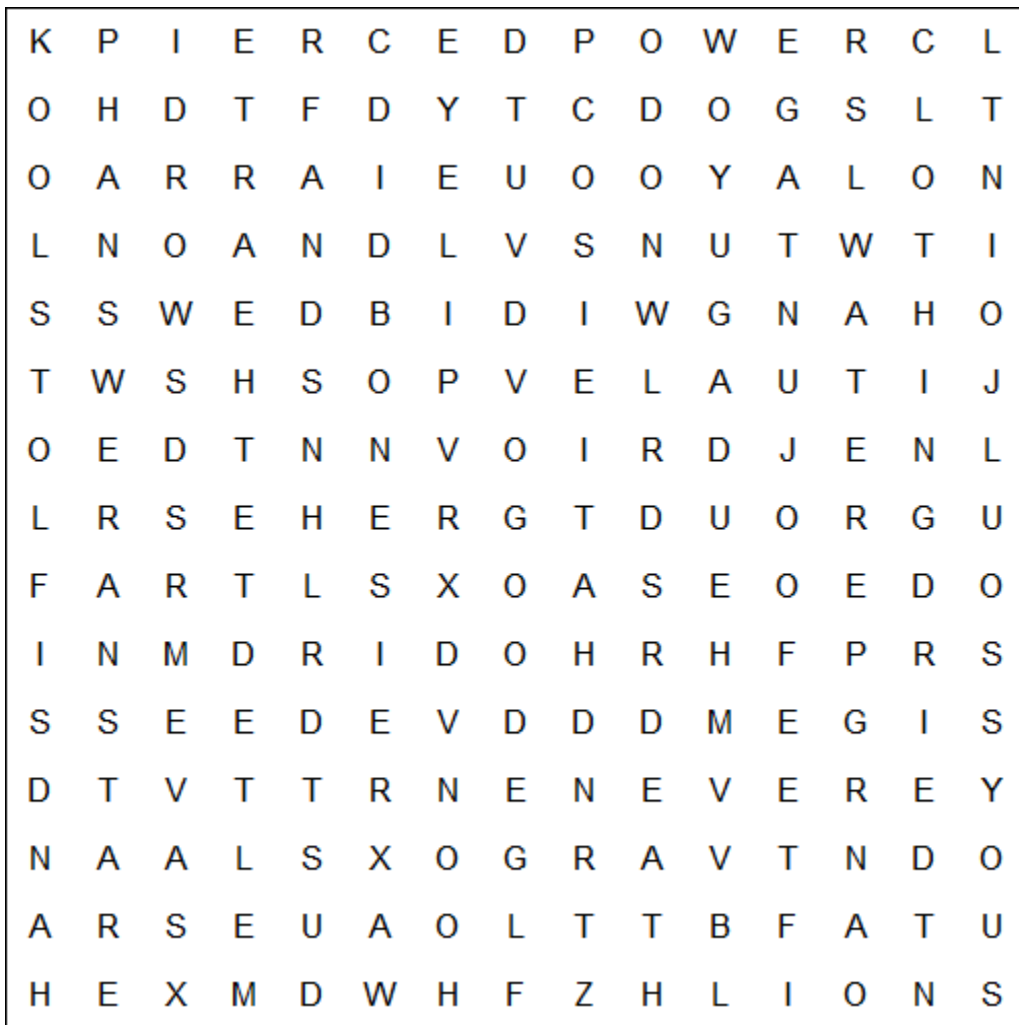 K P I E R C E D P O W E R C L
O H D T F D Y T C D O G S L T
O A R R A I E U O O Y A L O N
L N O A N D L V S N U T W T I
S S W E D B I D I W G N A H O
T W S H S O P V E L A U T I J
O E D T N N V O I R D J E N L
L R S E H E R G T D U O R G U
F A R T L S X O A S E O E D O
I N M D R I D O H R H F P R S
S S E E D E V D D D M E G I S
D T V T T R N E N E V E R E Y
N A A L S X O G R A V T N D O
A R S E U A O L T T B F A T U
H E X M D W H F Z H L I O N S